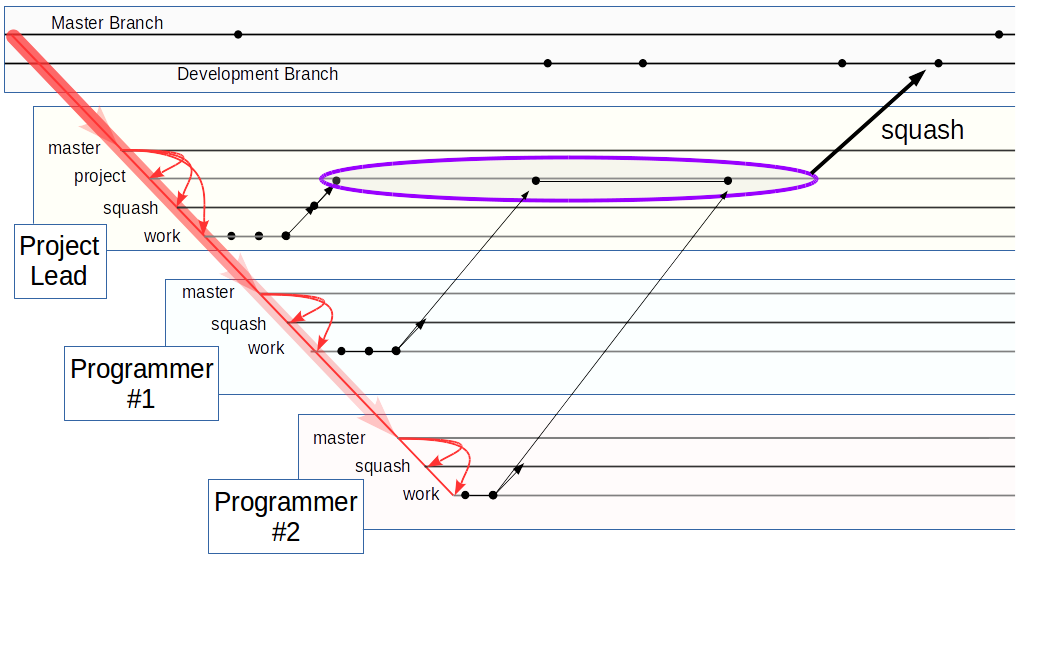 Master Branch
Development Branch
squash
master
project
squash
work
Project
Lead
master
squash
work
Programmer
#1
master
squash
work
Programmer
#2